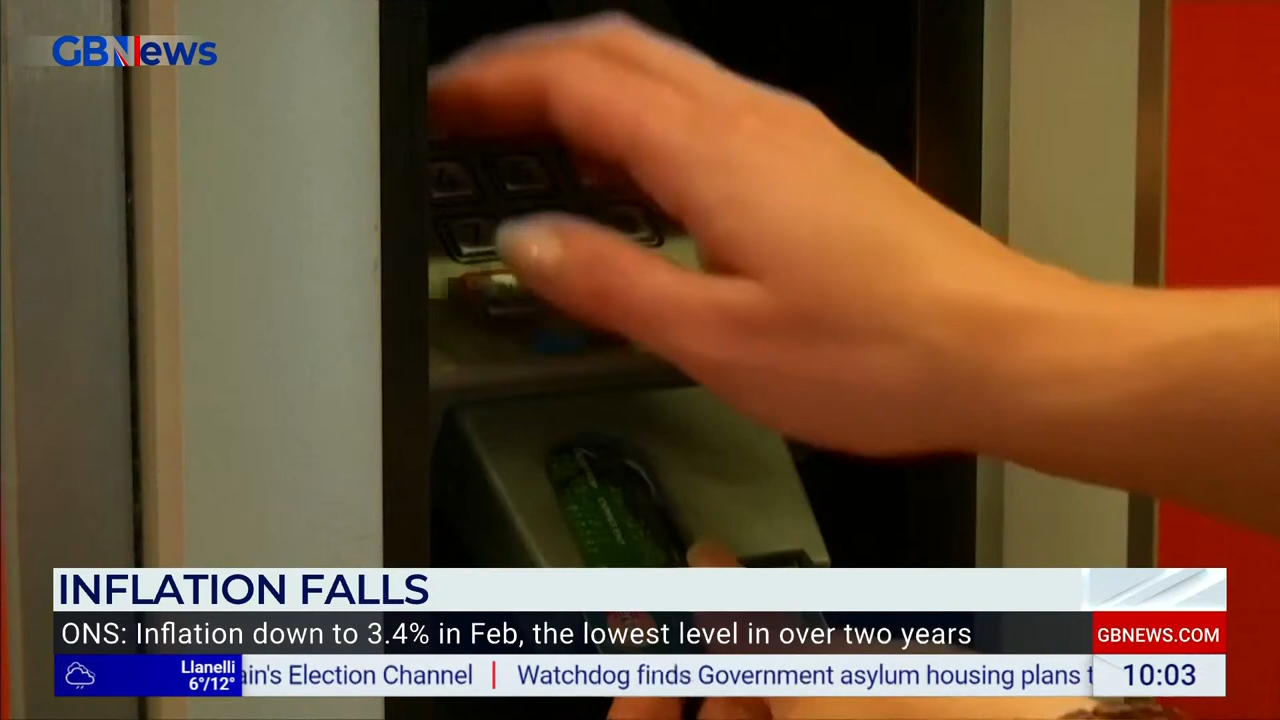 GBNews
INFLATION FALLS
ONS: Inflation down to 3.4% in Feb, the lowest level in over two years
GBNEWS.COM
Llanelli
6°/12°
ain's Election Channel | Watchdog finds Government asylum housing plans t
10:03